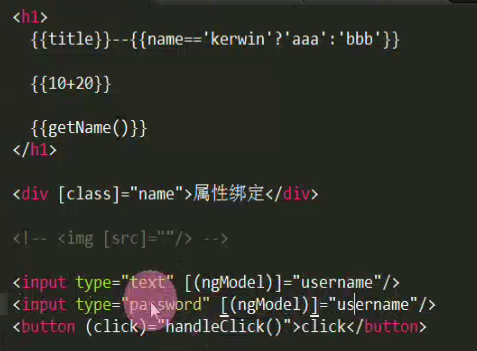 <h1>
{{title}}--{{name=='kerwin'?'aaa':'bbb'}}
{{10+20}}
{{getName()}}
</h1>
<div [class]="name">属性绑定</div>
<!-- <img [src]=""/> -->
<input type="text" [(ngModel)]="username"/>
<input type="password" [(ngModel)]="username"/>
<button (click)="handleClick()">click</button>